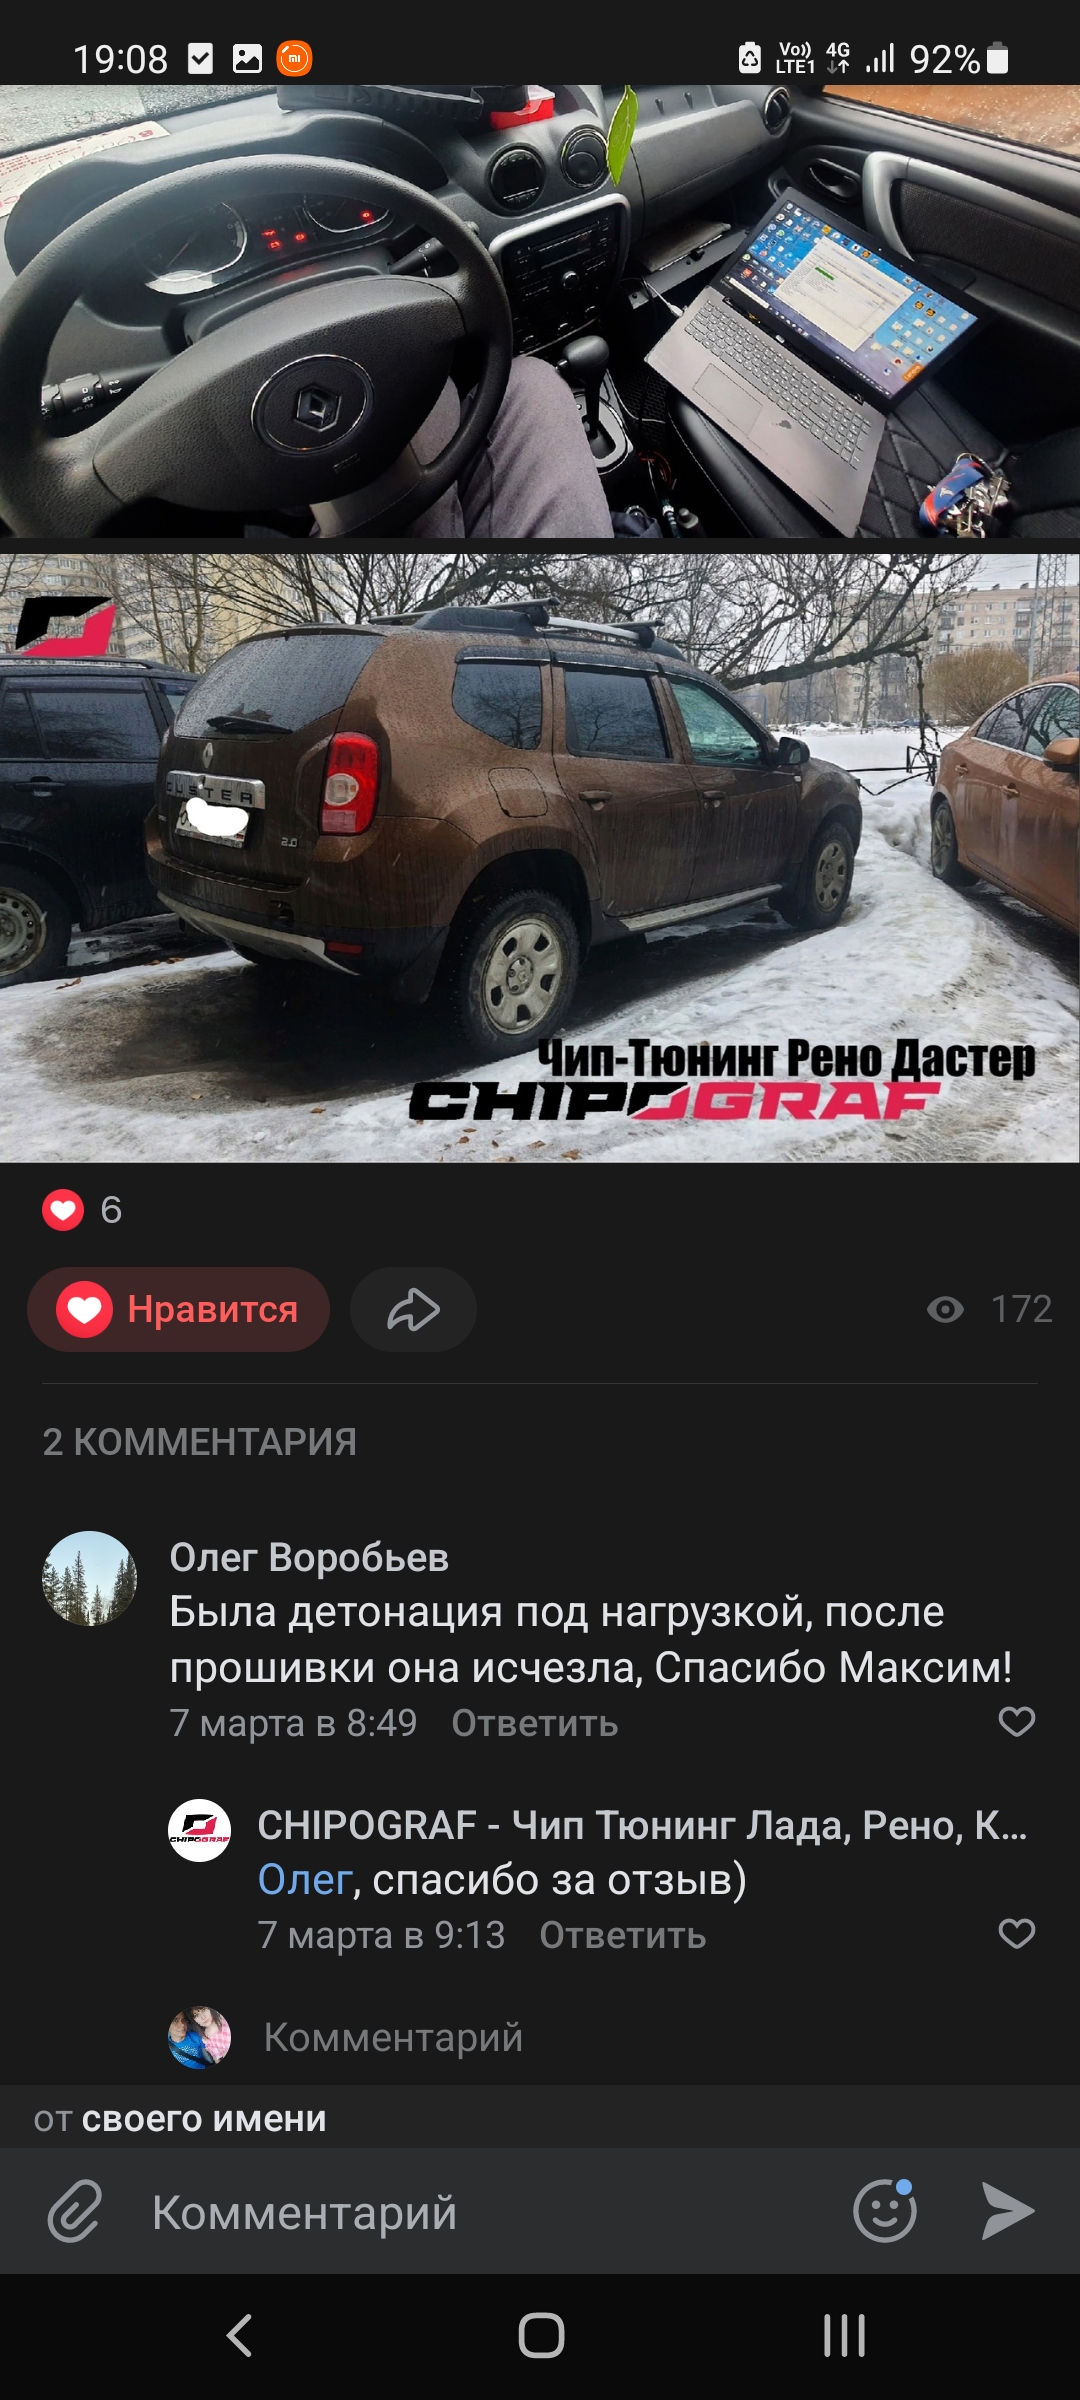 19:08
Vo)) LTE1
4G
92%
DUSTER
2.0
Чип-Тюнинг Рено Дастер
CHIPOGRAF
6
Нравится
172
2 КОММЕНТАРИЯ
Олег Воробьев
Была детонация под нагрузкой, после
прошивки она исчезла, Спасибо Максим!
7 марта в 8:49 Ответить
CHIPOGRAF
CHIPOGRAF - Чип Тюнинг Лада, Рено, К...
Олег, спасибо за отзыв)
7 марта в 9:13 Ответить
Комментарий
от своего имени
Комментарий